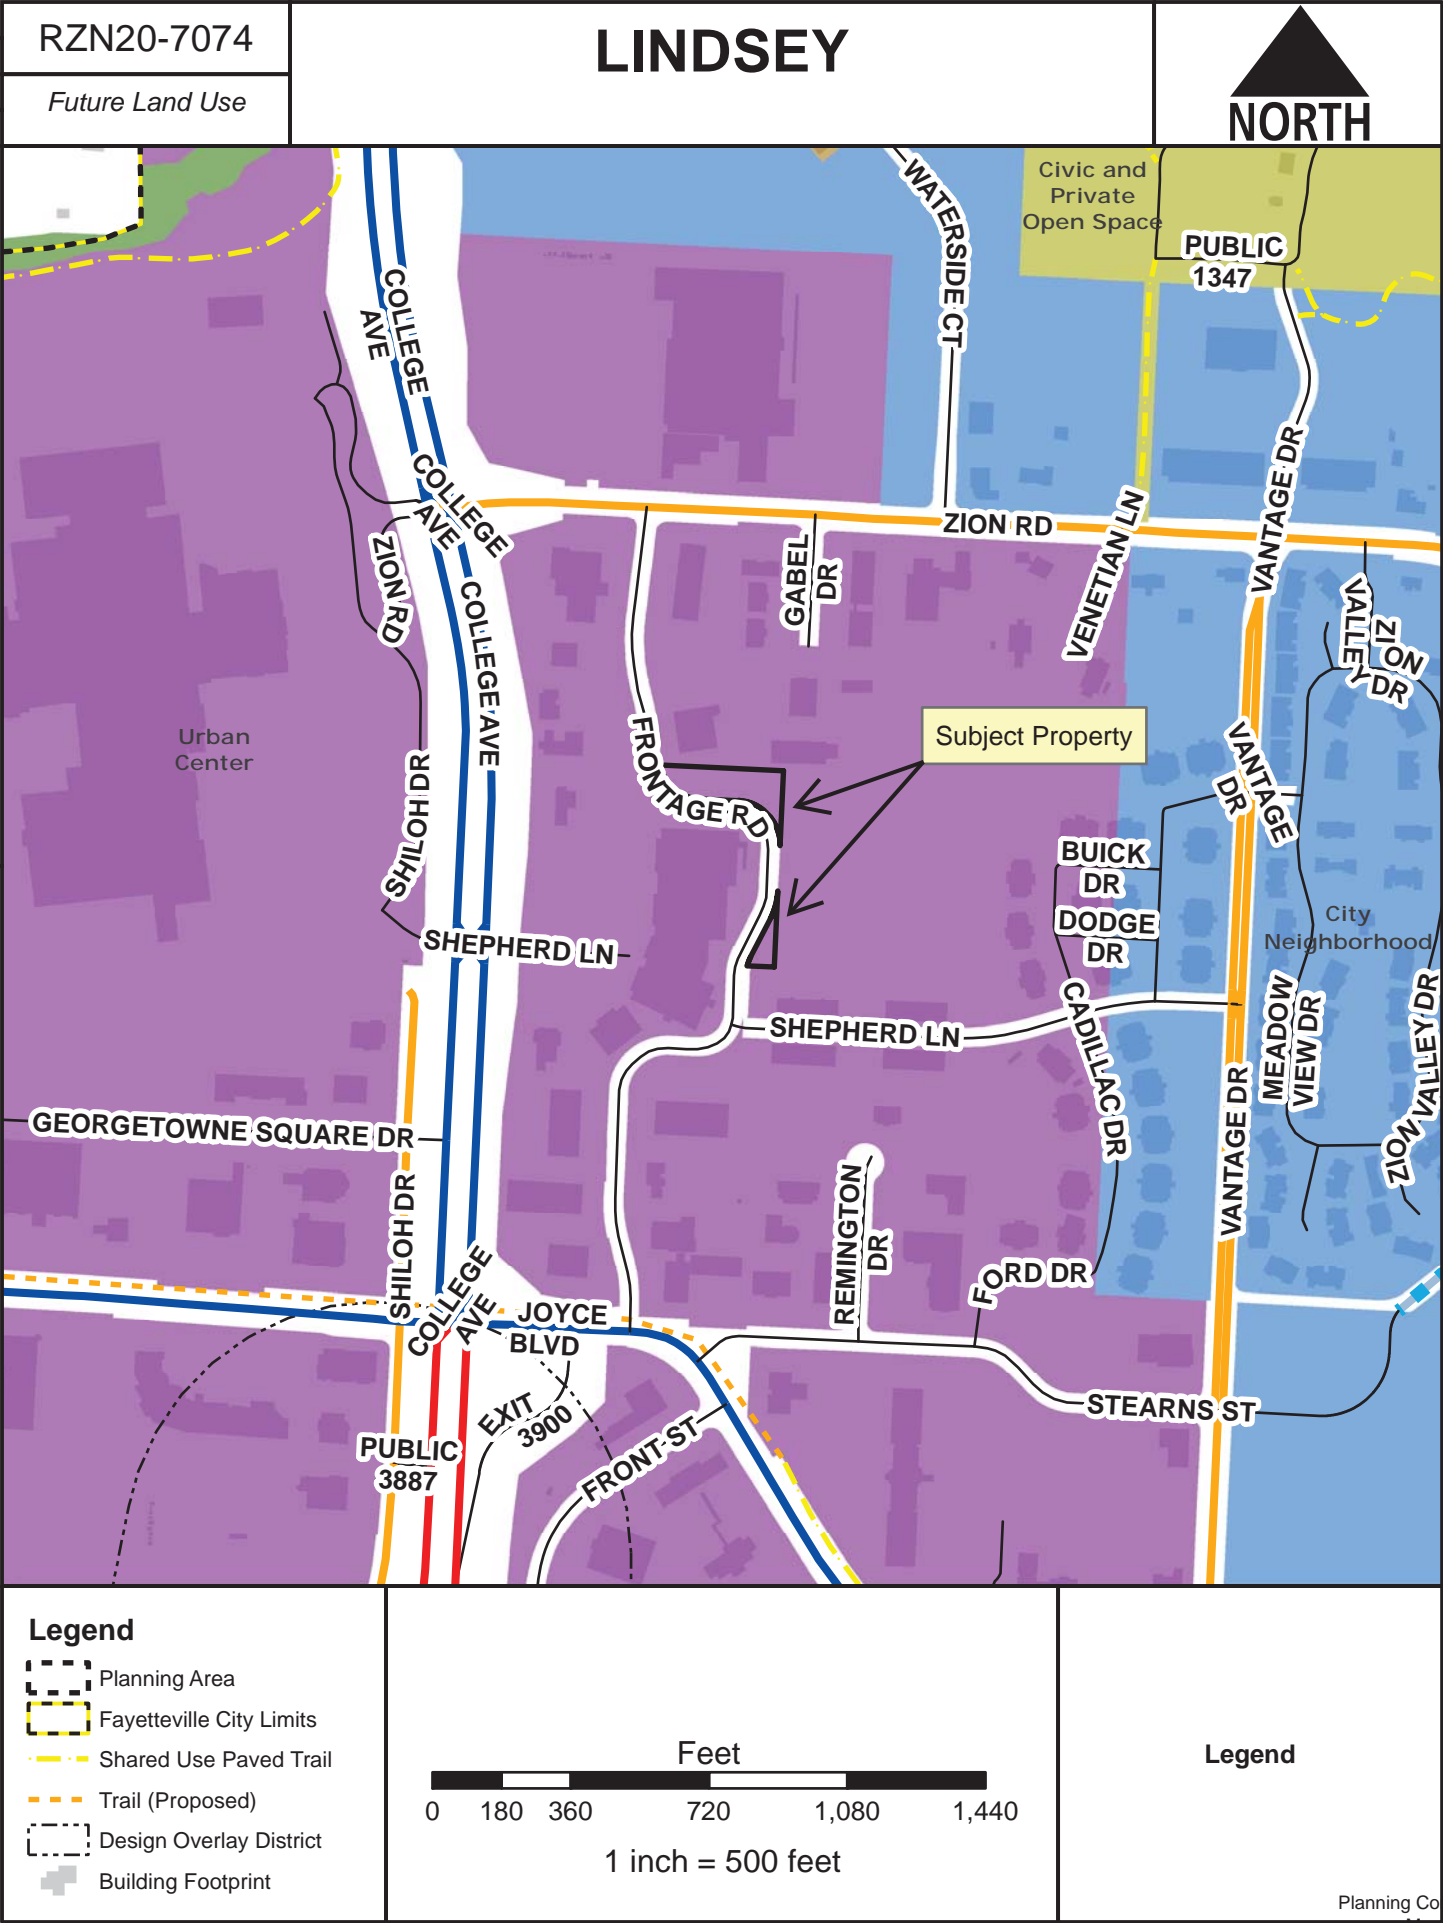 RZN20-7074
Future Land Use
LINDSEY
NORTH
Civic and
Private
Open Space
PUBLIC
1347
WATERSIDE CT
COLLEGE
AVE
COLLEGE
AVE
ZION RD
COLLEGE AVE
ZION RD
GABEL
DR
VENETIAN LN
VANTAGE DR
VALLEY
ZION
DR
Urban
Center
SHILOH DR
FRONTAGE RD
Subject Property
VANTAGE
DR
BUICK
DR
DODGE
DR
City
Neighborhood
SHEPHERD LN
SHEPHERD LN
CADILLAC DR
MEADOW
VIEW DR
ZION VALLEY DR
GEORGETOWNE SQUARE DR
SHILOH DR
VANTAGE DR
REMINGTON
DR
FORD DR
COLLEGE
AVE
JOYCE
BLVD
EXIT
3900
PUBLIC
3887
FRONT ST
STEARNS ST
Legend
Planning Area
Fayetteville City Limits
Shared Use Paved Trail
Trail (Proposed)
Design Overlay District
Building Footprint
Feet
0 180 360 720 1,080 1,440
1 inch = 500 feet
Legend
Planning Co